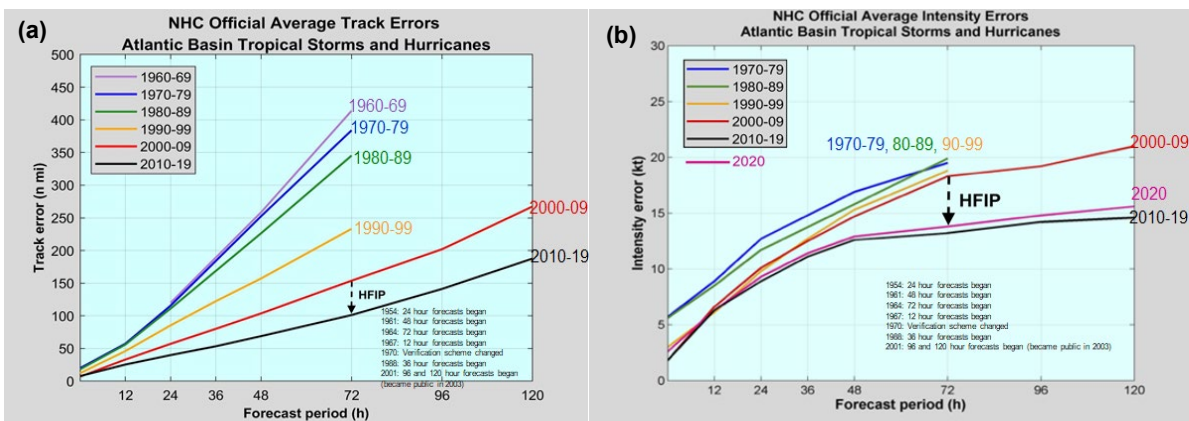 (a)
NHC Official Average Track Errors
Atlantic Basin Tropical Storms and Hurricanes
500
450
400
350
300
250
200
150
100
50
0
Track error (n mi)
1960-69
1970-79
1980-89
1990-99
2000-09
2010-19
1960-69
1970-79
1980-89
1990-99
2000-09
2010-19
HFIP
1954: 24 hour forecasts began
1961: 48 hour forecasts began
1964: 72 hour forecasts began
1967: 12 hour forecasts began
1970: Verification scheme changed
1988: 36 hour forecasts began
2001: 96 and 120 hour forecasts began
(became public in 2003)
12 24 36 48 72 96 120
Forecast period (h)
(b)
NHC Official Average Intensity Errors
Atlantic Basin Tropical Storms and Hurricanes
30
25
20
15
10
5
0
Intensity error (kt)
1970-79
1980-89
1990-99
2000-09
2010-19
2020
1970-79, 80-89, 90-99
2000-09
2020
2010-19
HFIP
1954: 24 hour forecasts began
1961: 48 hour forecasts began
1964: 72 hour forecasts began
1967: 12 hour forecasts began
1970: Verification scheme changed
1988: 36 hour forecasts began
2001: 96 and 120 hour forecasts began (became public in 2003)
12 24 36 48 72 96 120
Forecast period (h)